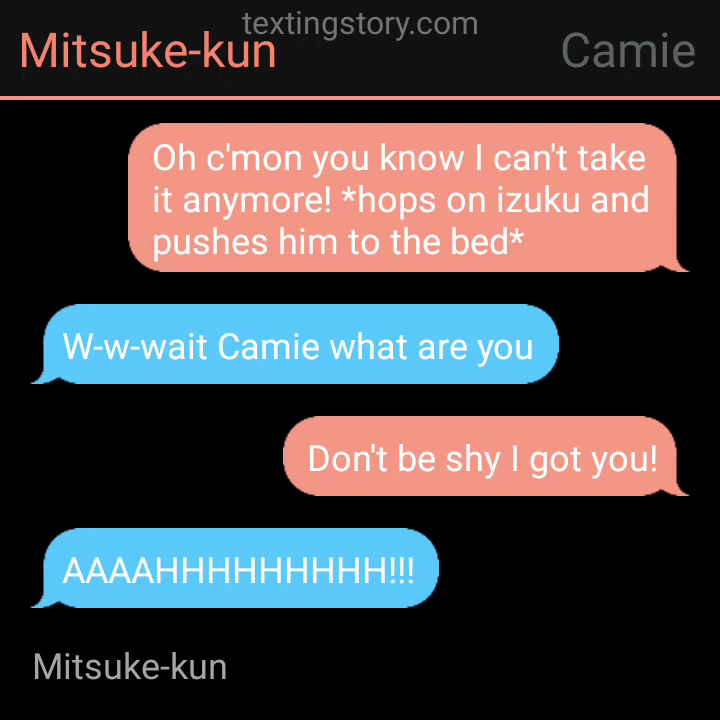 textingstory.com
Mitsuke-kun
Camie
Oh c'mon you know I can't take
it anymore! *hops on izuku and
pushes him to the bed*
W-w-wait Camie what are you
Don't be shy I got you!
AAAAHHHHHHHHH!!!
Mitsuke-kun